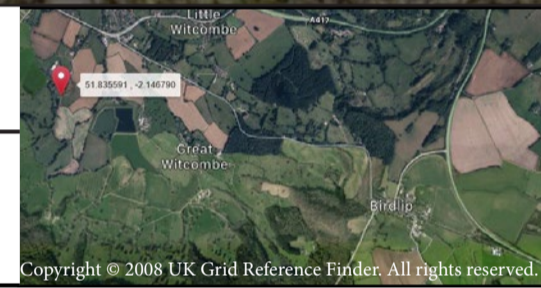 Little
Witcombe
A417
51.835591 , -2.146790
Great
Witcombe
Birdlip
Copyright © 2008 UK Grid Reference Finder. All rights reserved.